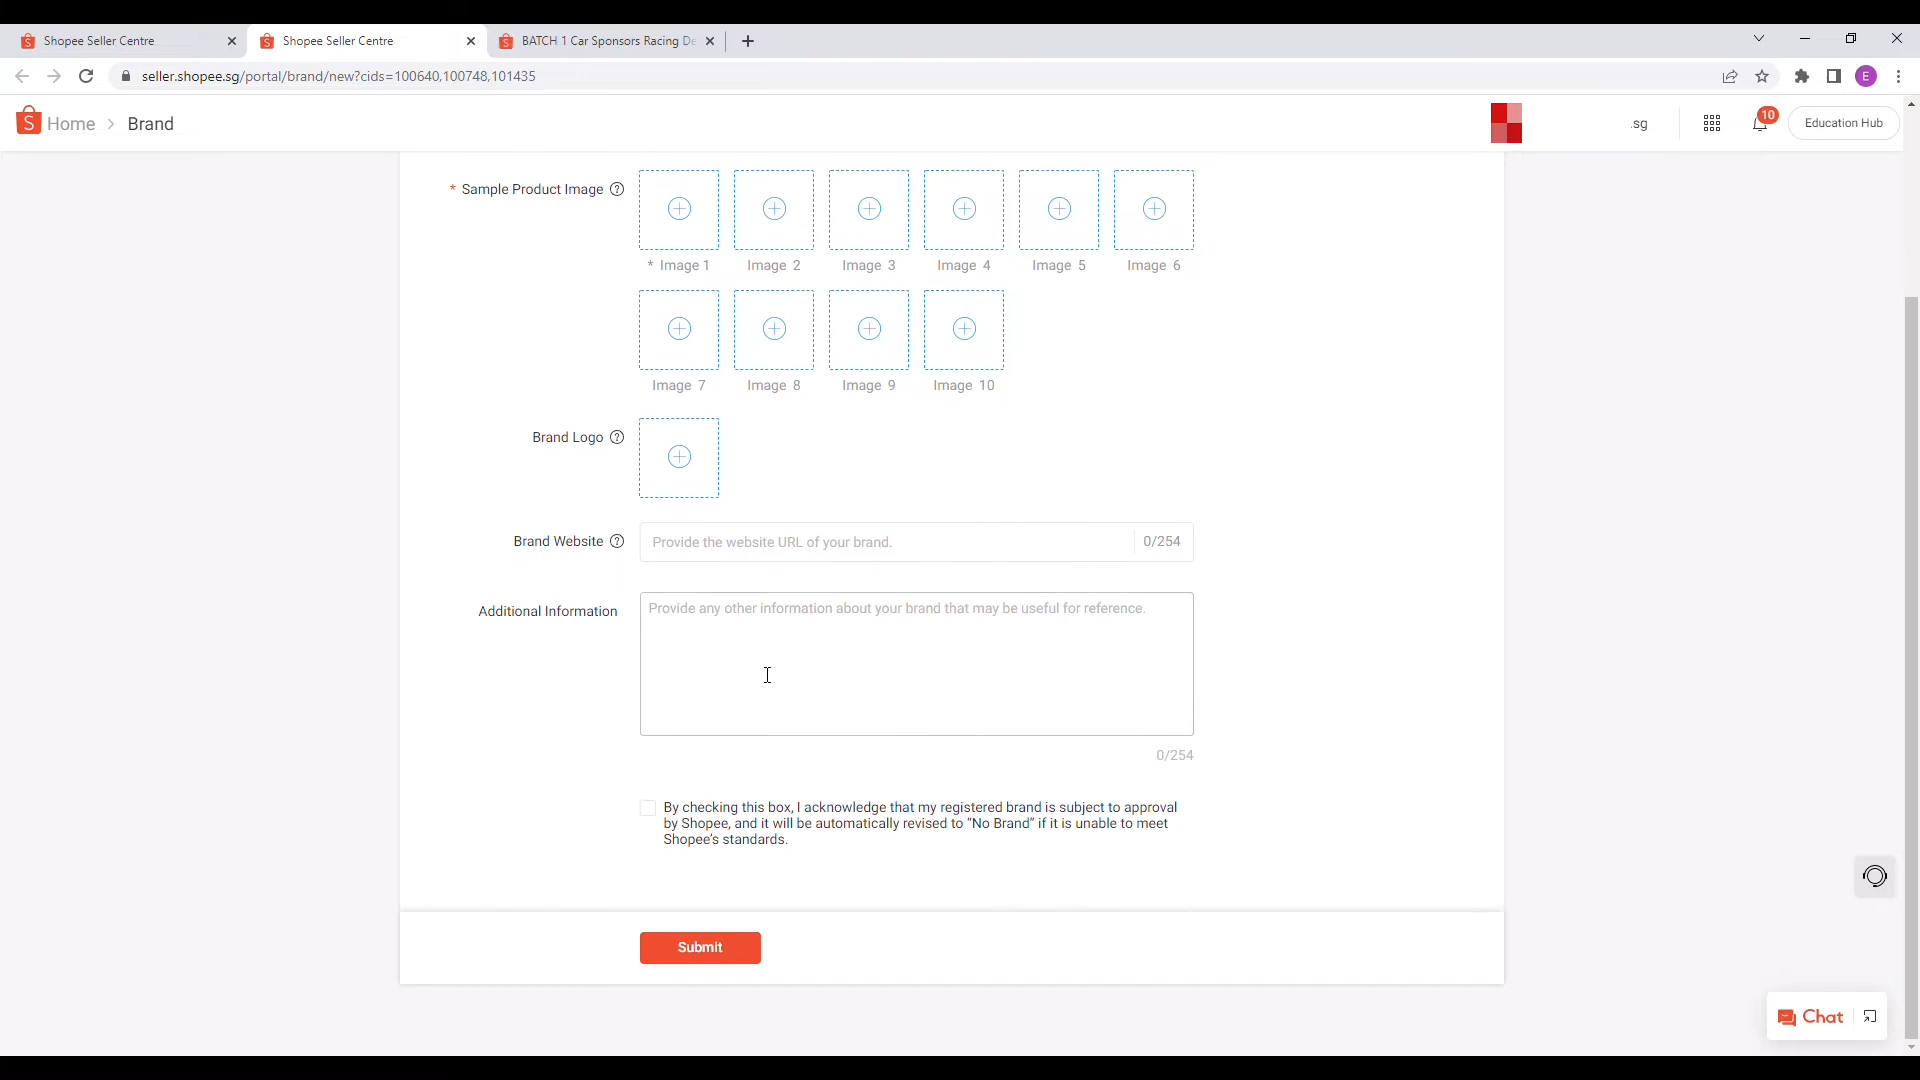 Shopee Seller Centre
Shopee Seller Centre
BATCH 1 Car Sponsors Racing De
seller.shopee.sg/portal/brand/new?cids=100640,100748,101435
E
Home > Brand
.sg
10
Education Hub
* Sample Product Image
* Image 1
Image 2
Image 3
Image 4
Image 5
Image 6
Image 7
Image 8
Image 9
Image 10
Brand Logo
Brand Website
Provide the website URL of your brand.
0/254
Additional Information
Provide any other information about your brand that may be useful for reference.
0/254
By checking this box, I acknowledge that my registered brand is subject to approval
by Shopee, and it will be automatically revised to "No Brand" if it is unable to meet
Shopee's standards.
Submit
Chat